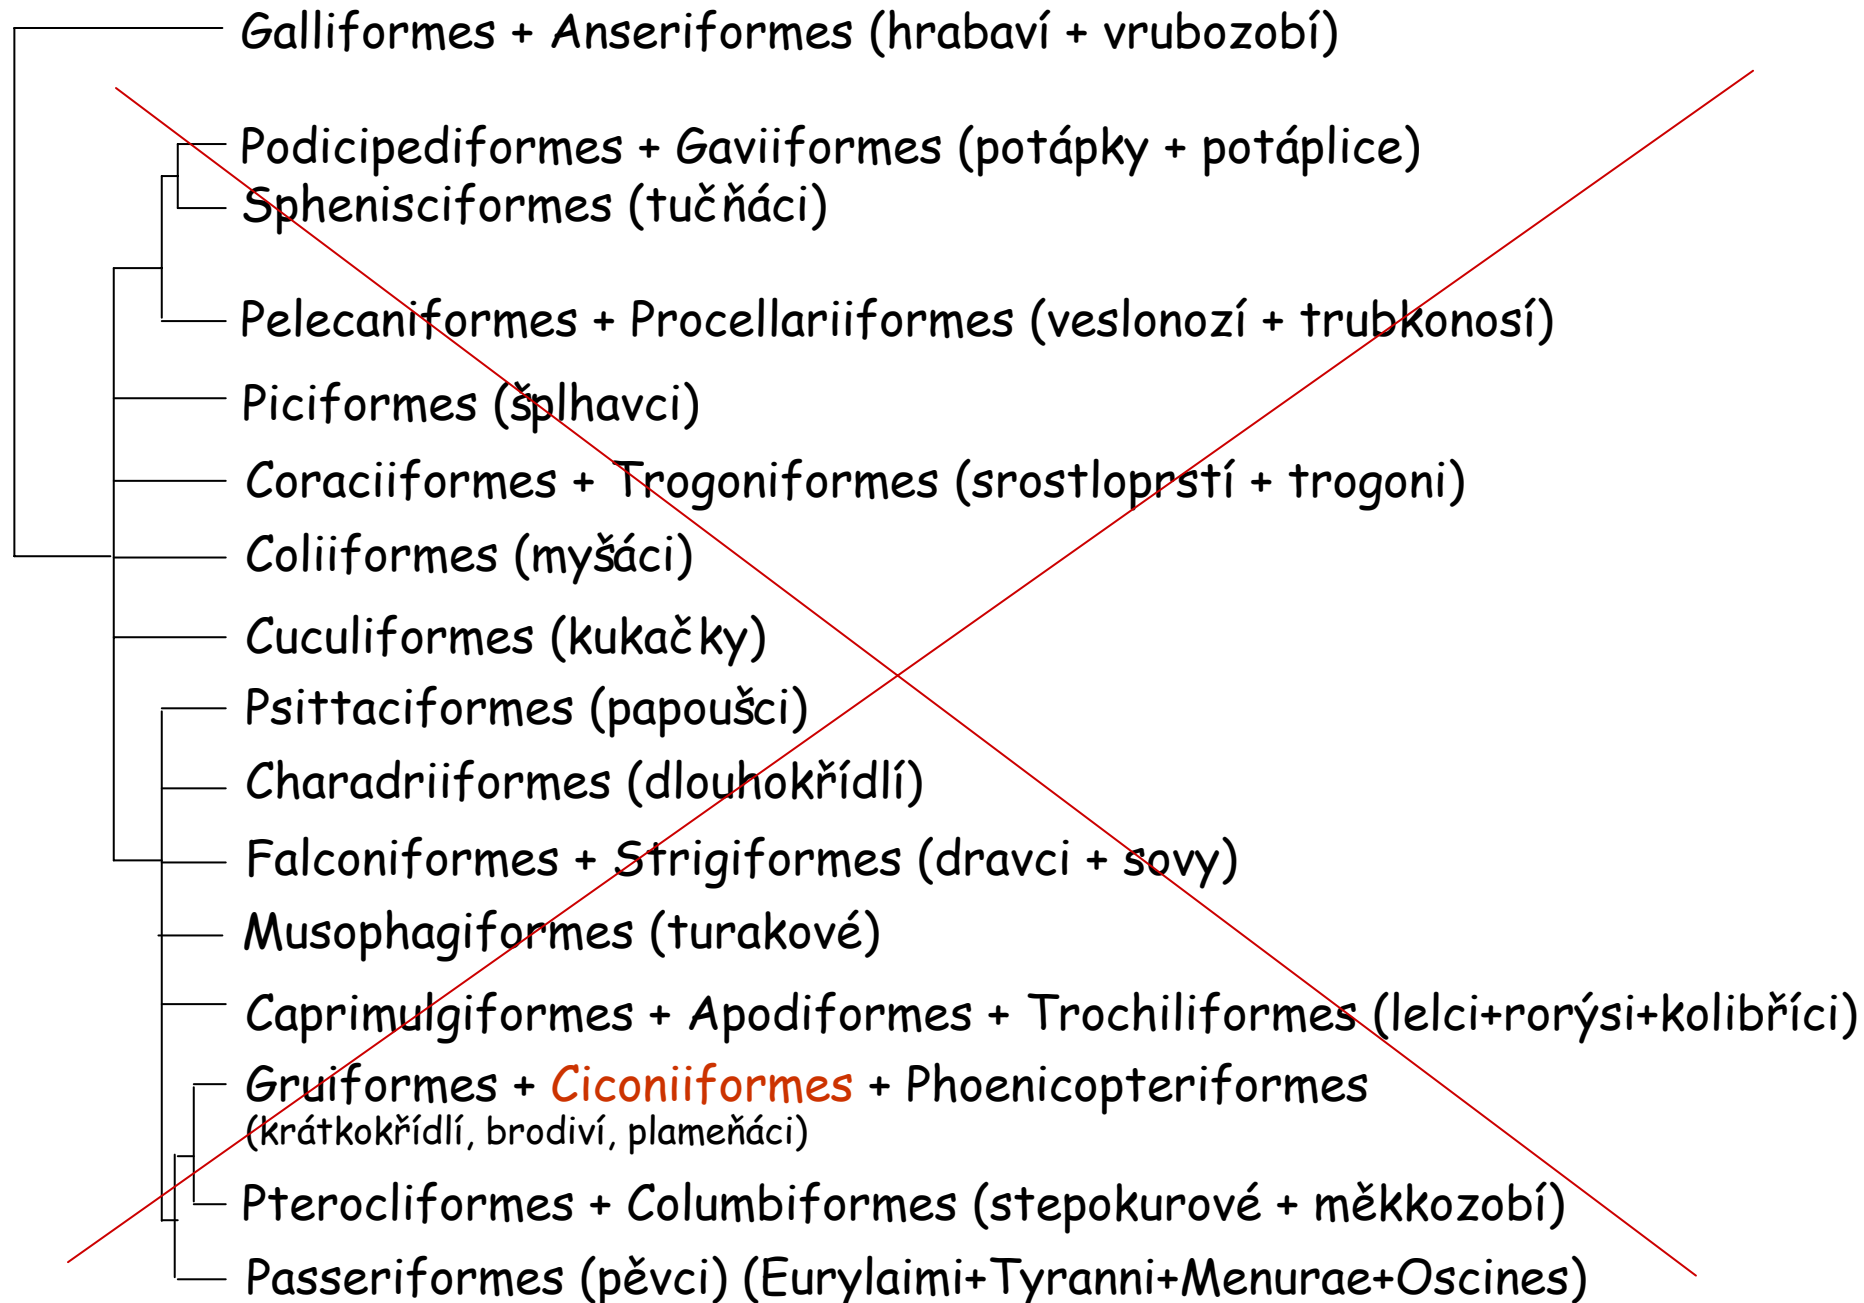 Galliformes + Anseriformes (hrabaví + vrubozobí)
Podicipediformes + Gaviiformes (potápky + potáplice)
Sphenisciformes (tučňáci)
Pelecaniformes + Procellariiformes (veslonozí + trubkonosí)
Piciformes (šplhavci)
Coraciiformes + Trogoniformes (srostloprstí + trogoni)
Coliiformes (myšáci)
Cuculiformes (kukačky)
Psittaciformes (papoušci)
Charadriiformes (dlouhokřídlí)
Falconiformes + Strigiformes (dravci + sovy)
Musophagiformes (turakové)
Caprimulgiformes + Apodiformes + Trochiliformes (lelci+rorýsi+kolibříci)
Gruiformes + Ciconiiformes + Phoenicopteriformes
(krátkokřídlí, brodiví, plameňáci)
Pterocliformes + Columbiformes (stepokurové + měkkozobí)
Passeriformes (pěvci) (Eurylaimi+Tyranni+Menurae+Oscines)